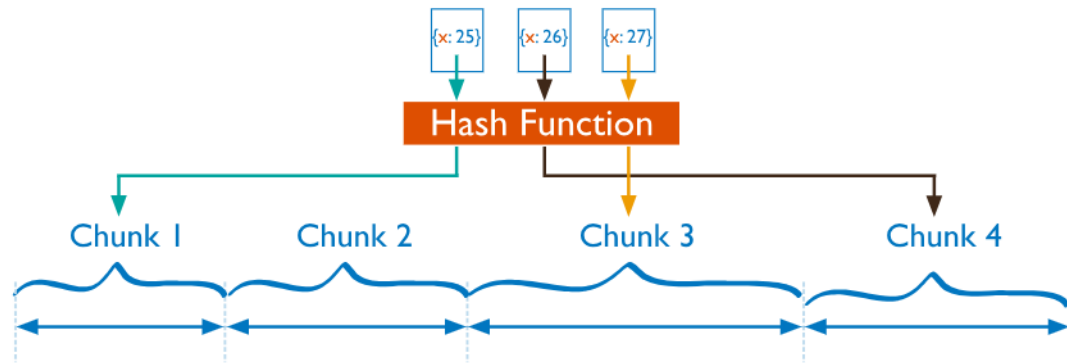 {x: 25} {x: 26} {x: 27}
Hash Function
Chunk 1 Chunk 2 Chunk 3 Chunk 4